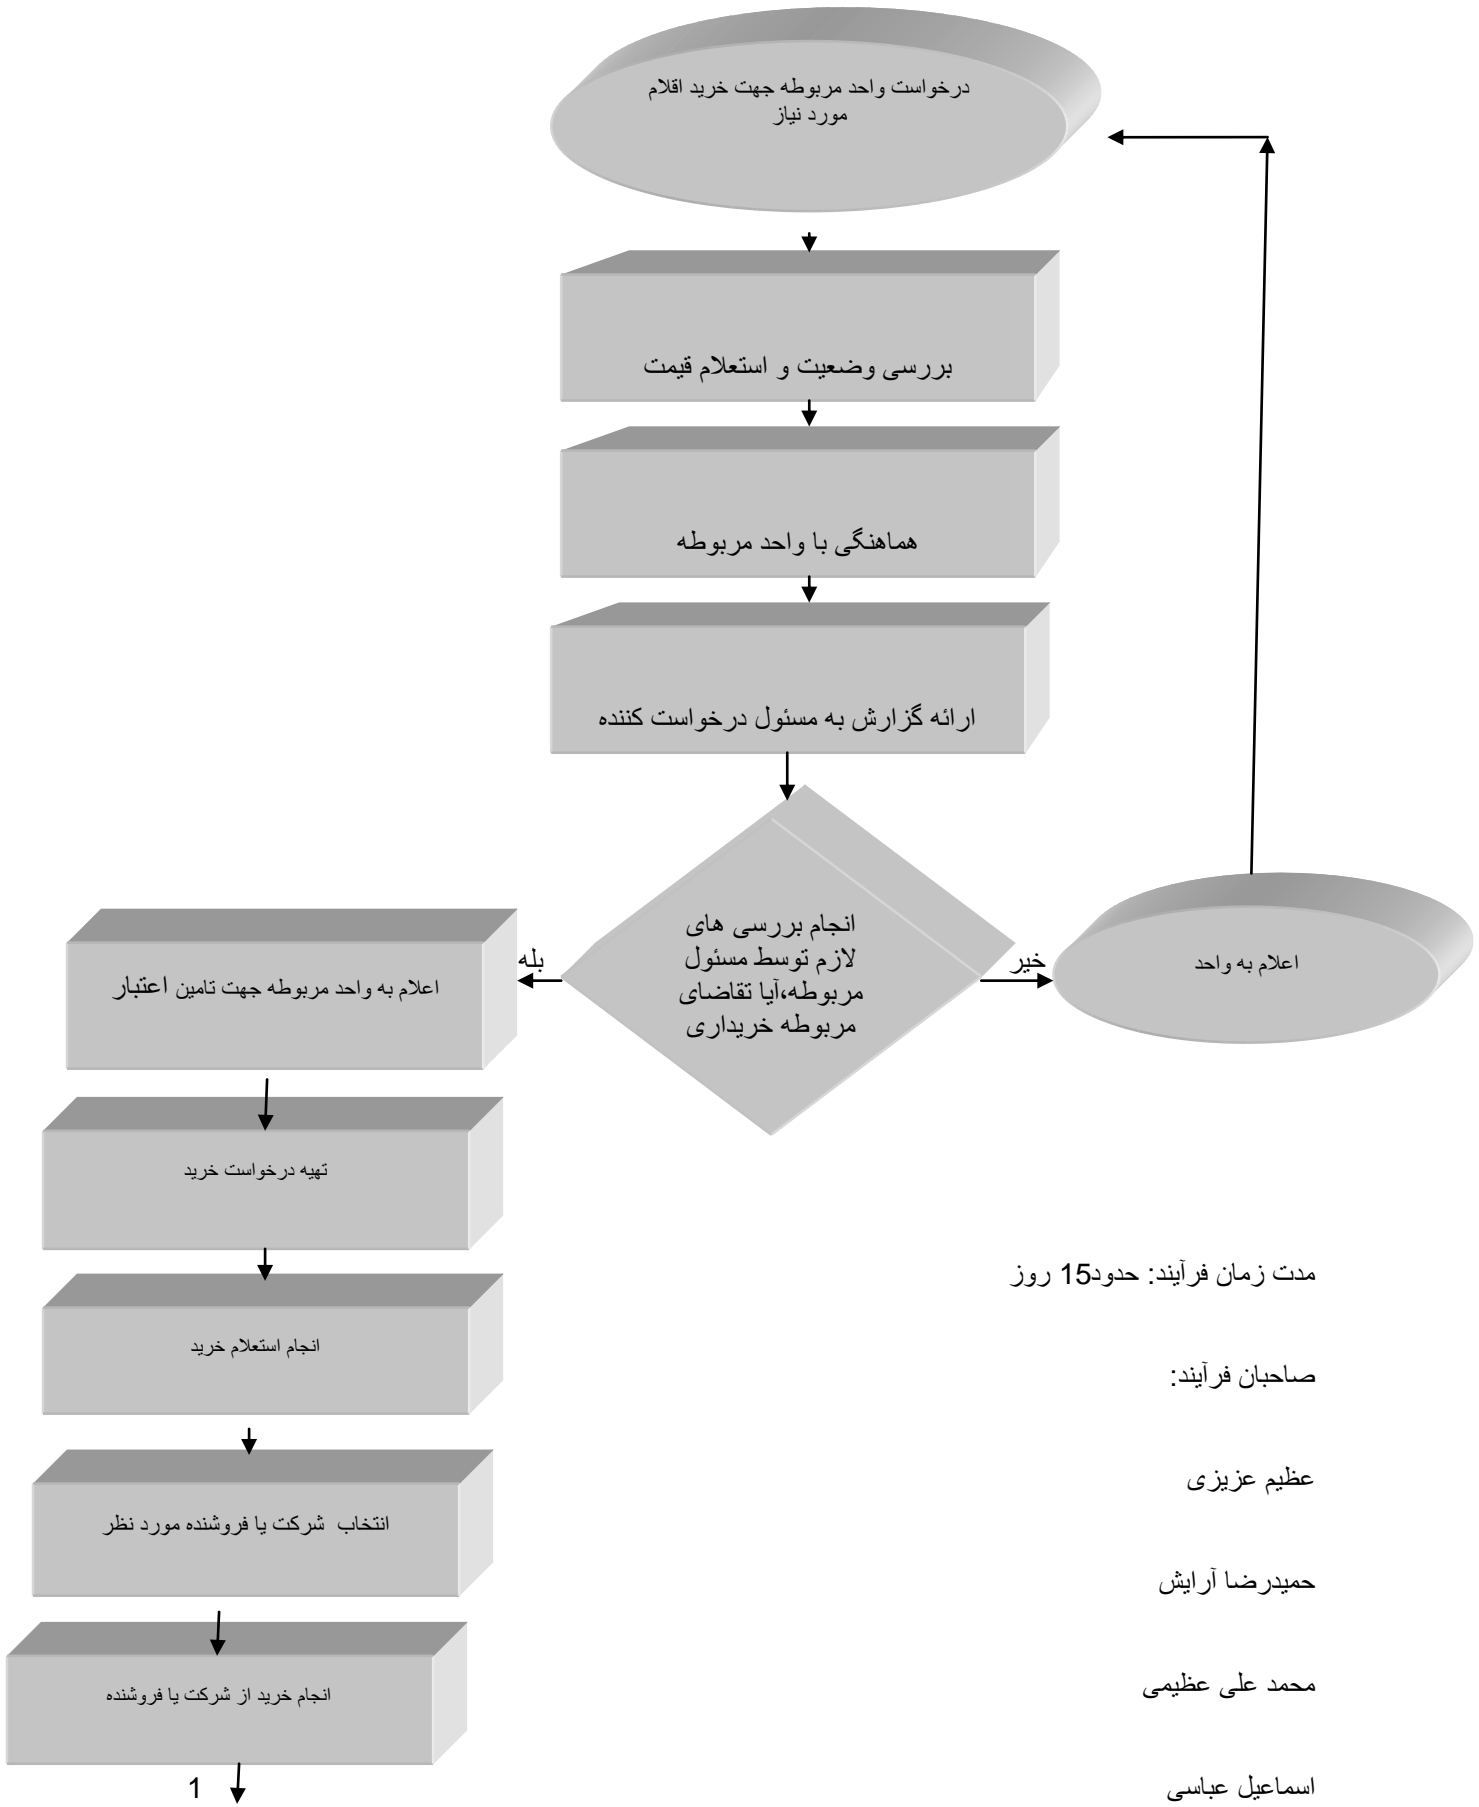 درخواست واحد مربوطه جهت خرید اقلام
مورد نیاز
بررسی وضعیت و استعلام قیمت
هماهنگی با واحد مربوطه
ارائه گزارش به مسئول درخواست کننده
انجام بررسی های
لازم توسط مسئول
مربوطه،آیا تقاضای
مربوطه خریداری
خیر
اعلام به واحد
بله
اعلام به واحد مربوطه جهت تامین اعتبار
تهیه درخواست خرید
انجام استعلام خرید
انتخاب شرکت یا فروشنده مورد نظر
انجام خرید از شرکت یا فروشنده
1
مدت زمان فرآیند: حدود15 روز
صاحبان فرآیند:
عظیم عزیزی
حمیدرضا آرایش
محمد علی عظیمی
اسماعیل عباسی